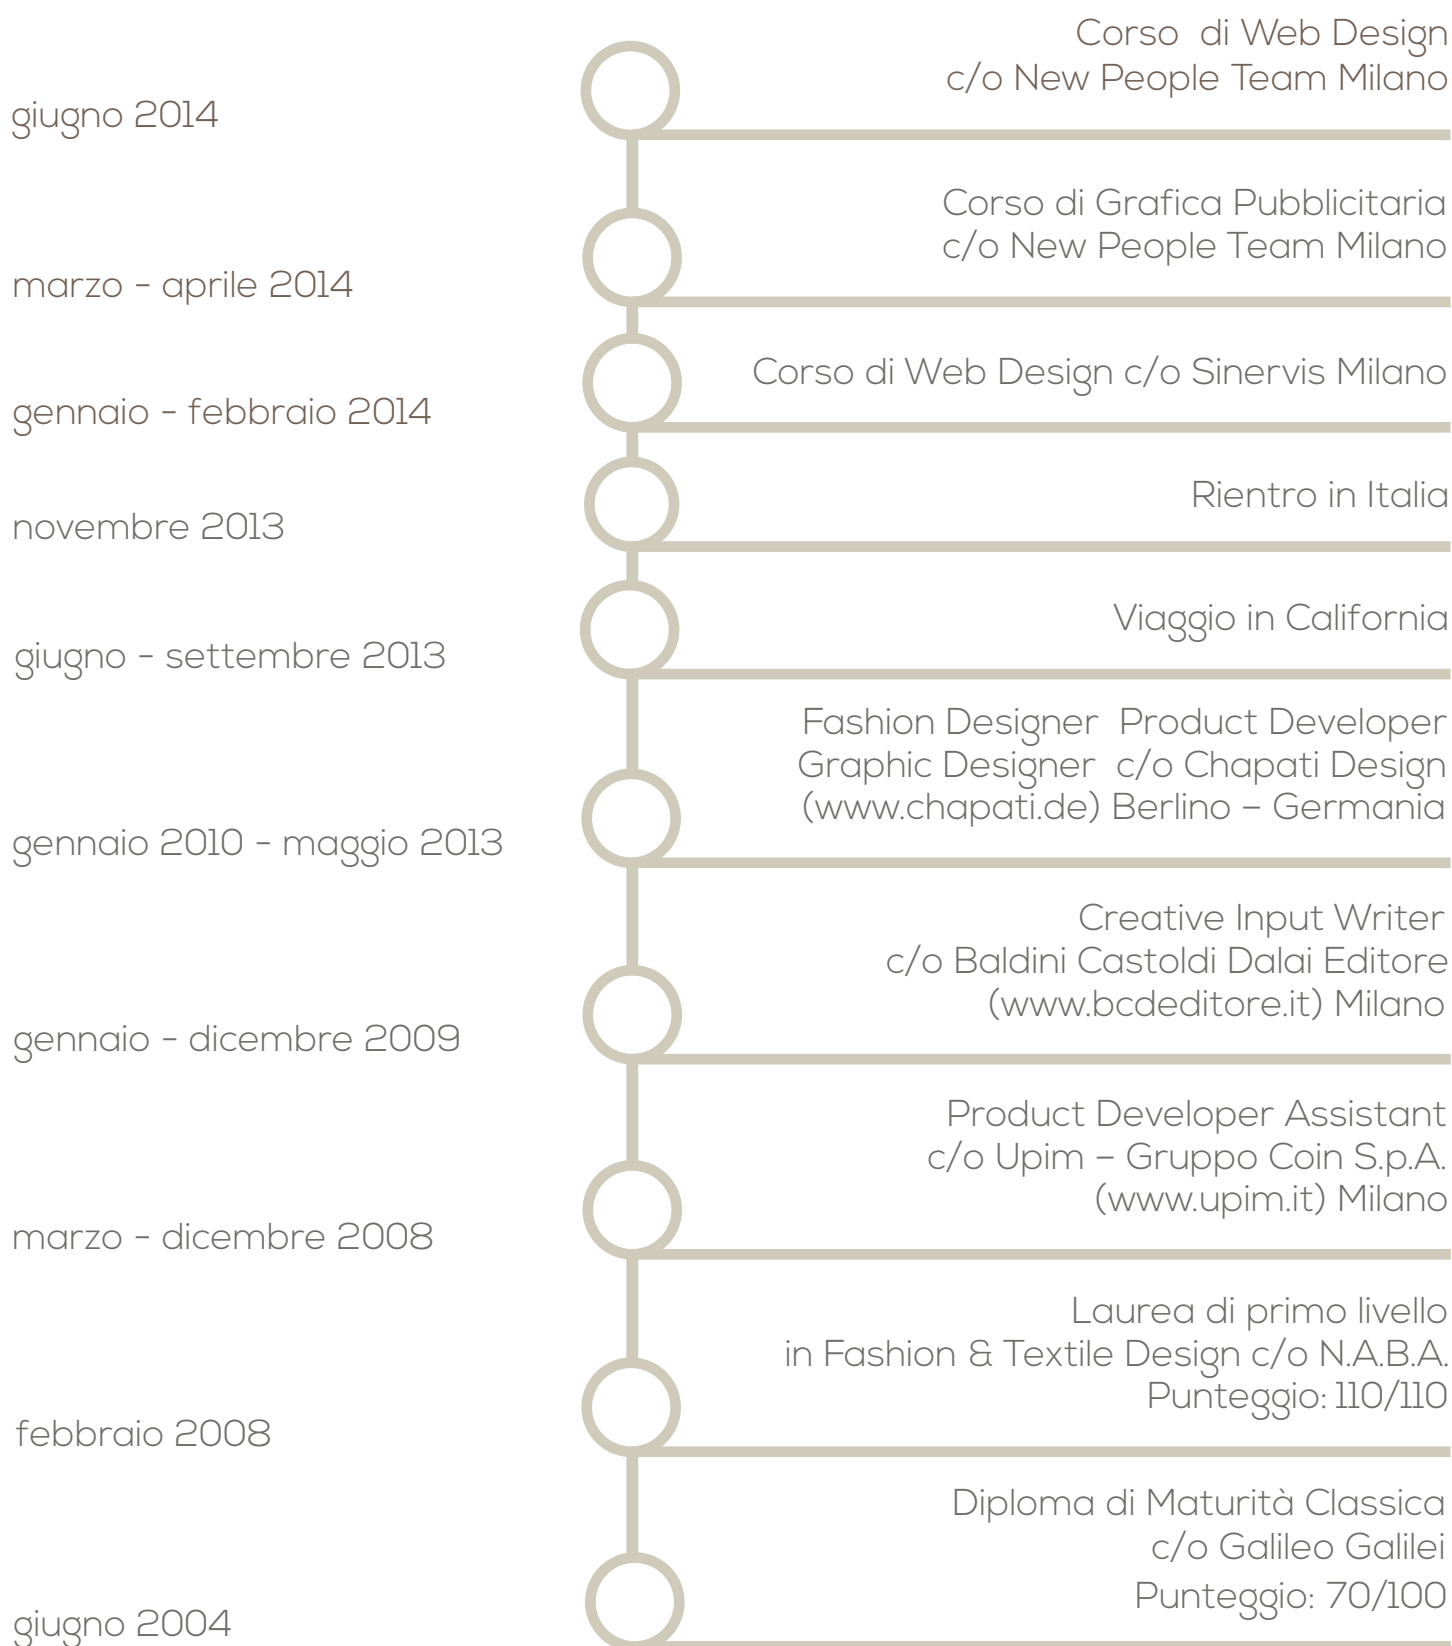 Corso di Web Design
c/o New People Team Milano
giugno 2014
Corso di Grafica Pubblicitaria
c/o New People Team Milano
marzo - aprile 2014
Corso di Web Design c/o Sinervis Milano
gennaio - febbraio 2014
Rientro in Italia
novembre 2013
Viaggio in California
giugno - settembre 2013
Fashion Designer Product Developer
Graphic Designer c/o Chapati Design
(www.chapati.de) Berlino – Germania
gennaio 2010 - maggio 2013
Creative Input Writer
c/o Baldini Castoldi Dalai Editore
(www.bcdeditore.it) Milano
gennaio - dicembre 2009
Product Developer Assistant
c/o Upim – Gruppo Coin S.p.A.
(www.upim.it) Milano
marzo - dicembre 2008
Laurea di primo livello
in Fashion & Textile Design c/o N.A.B.A.
Punteggio: 110/110
febbraio 2008
Diploma di Maturità Classica
c/o Galileo Galilei
Punteggio: 70/100
giugno 2004